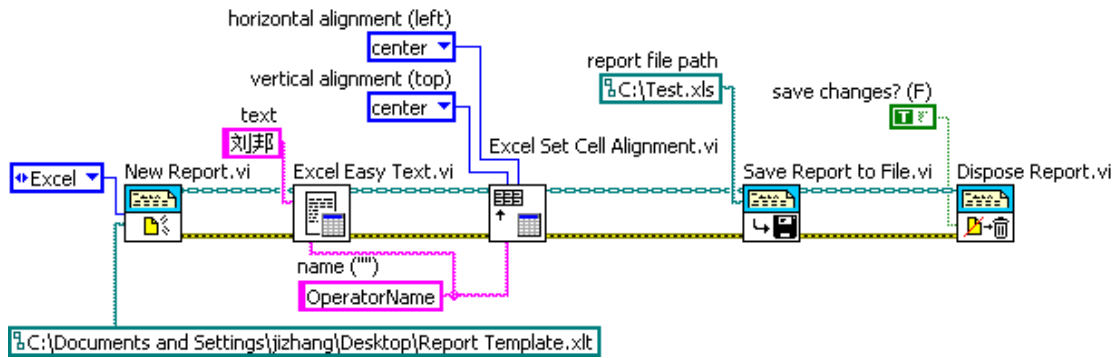 horizontal alignment (left)
center
vertical alignment (top)
center
report file path
C:\Test.xls
save changes? (F)
T
text
刘邦
Excel Set Cell Alignment.vi
Excel
New Report.vi
Excel Easy Text.vi
Save Report to File.vi
Dispose Report.vi
name ("")
OperatorName
C:\Documents and Settings\jizhang\Desktop\Report Template.xlt